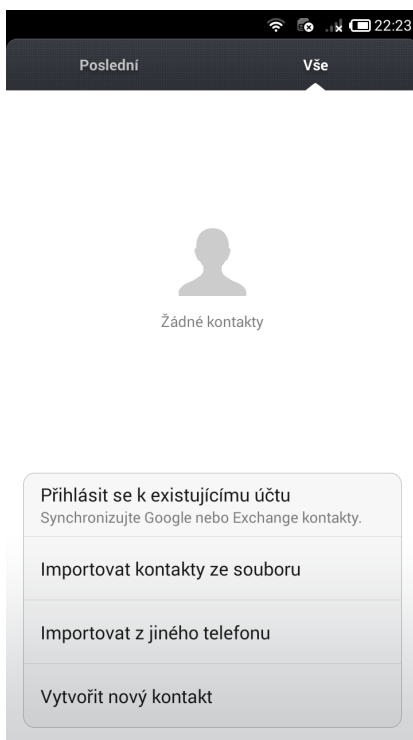 22:23
Poslední
Vše
Žádné kontakty
Přihlásit se k existujícímu účtu
Synchronizujte Google nebo Exchange kontakty.
Importovat kontakty ze souboru
Importovat z jiného telefonu
Vytvořit nový kontakt